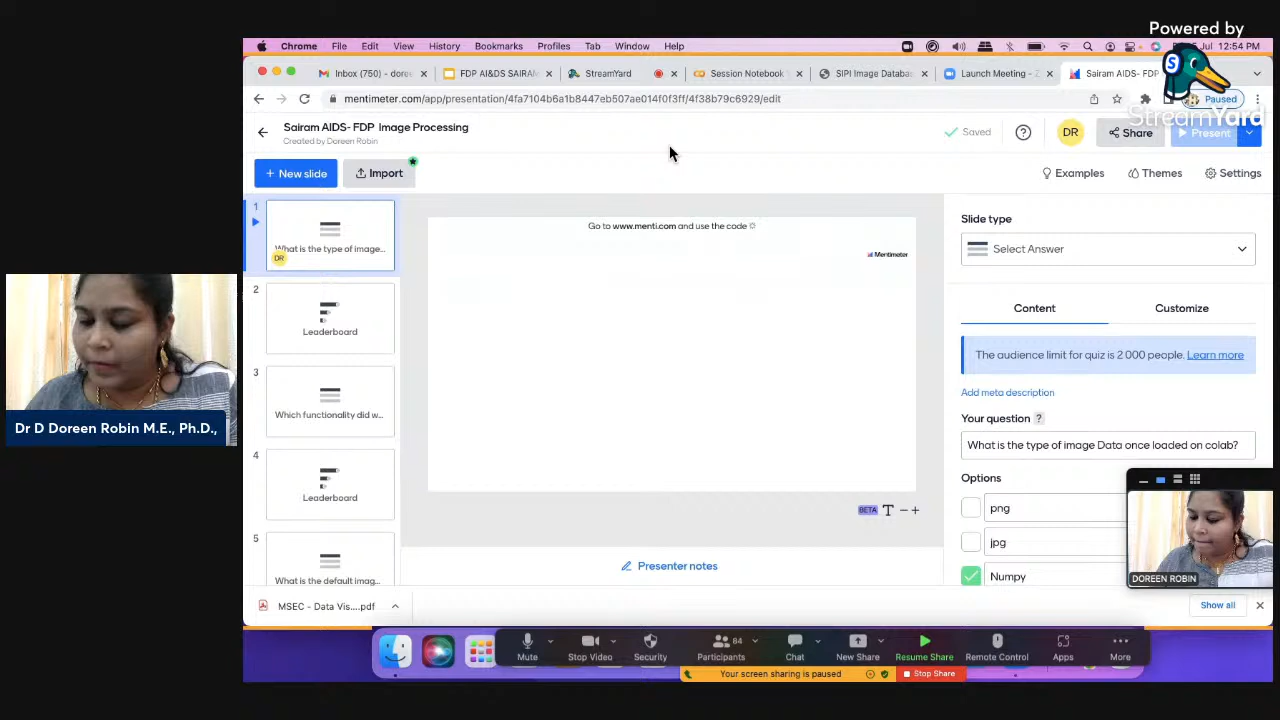 Powered by
StreamYard
Chrome File Edit View History Bookmarks Profiles Tab Window Help
Jul 12:54 PM
Inbox (750) - dore
FDP AI&DS SAIRAM
StreamYard
Session Notebook
SIPI Image Databa
Launch Meeting - Z
Sairam AIDS- FDP
mentimeter.com/app/presentation/4fa7104b6a1b8447eb507ae014f0f3ff/4f38b79c6929/edit
Paused
Sairam AIDS- FDP Image Processing
Created by Doreen Robin
Saved
DR
Share
Present
+ New slide
Import
Examples
Themes
Settings
1
What is the type of image...
DR
2
Leaderboard
3
Which functionality did w...
4
Leaderboard
5
What is the default imag...
Go to www.menti.com and use the code
Mentimeter
BETA T − +
Presenter notes
Slide type
Select Answer
Content
Customize
The audience limit for quiz is 2 000 people. Learn more
Add meta description
Your question ?
What is the type of image Data once loaded on colab?
Options
png
jpg
Numpy
DOREEN ROBIN
Dr D Doreen Robin M.E., Ph.D.,
MSEC - Data Vis....pdf
Show all
Mute
Stop Video
Security
84
Participants
Chat
New Share
Resume Share
Remote Control
Apps
More
Your screen sharing is paused
Stop Share